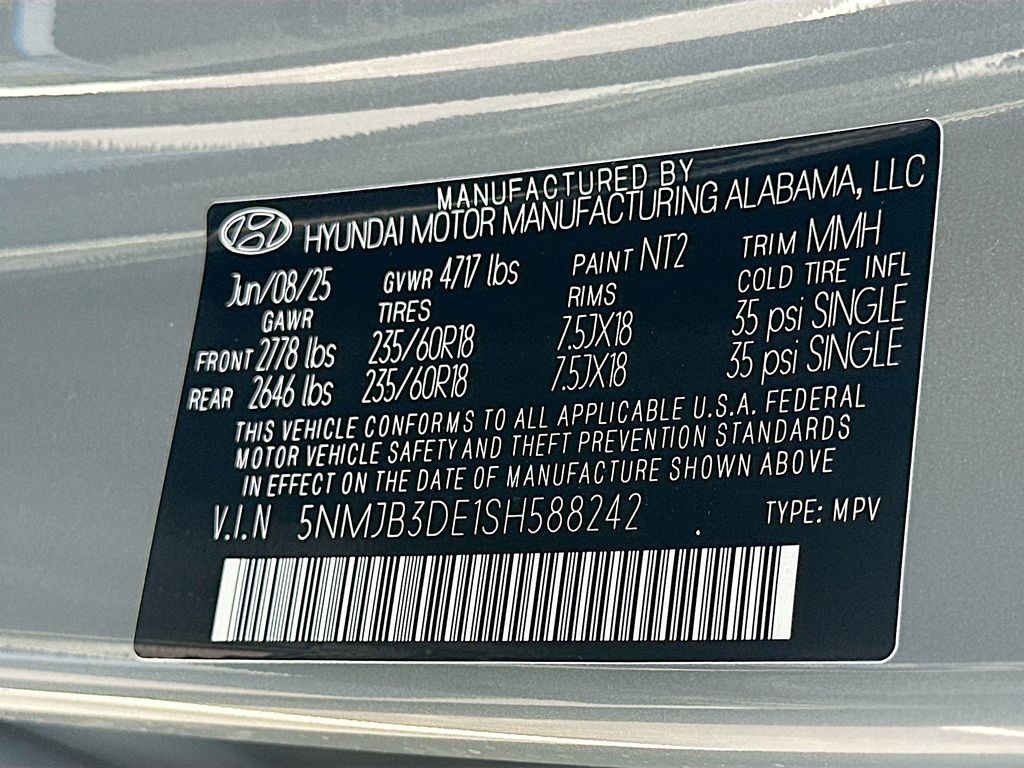 MANUFACTURED BY
HYUNDAI MOTOR MANUFACTURING ALABAMA, LLC
Jun/08/25 GVWR 4717 lbs PAINT NT2 TRIM MMH
GAWR TIRES RIMS COLD TIRE INFL
FRONT 2778 lbs 235/60R18 7.5JX18 35 psi SINGLE
REAR 2646 lbs 235/60R18 7.5JX18 35 psi SINGLE
THIS VEHICLE CONFORMS TO ALL APPLICABLE U.S.A. FEDERAL
MOTOR VEHICLE SAFETY AND THEFT PREVENTION STANDARDS
IN EFFECT ON THE DATE OF MANUFACTURE SHOWN ABOVE
V.I.N 5NMJB3DE1SH588242 TYPE: MPV